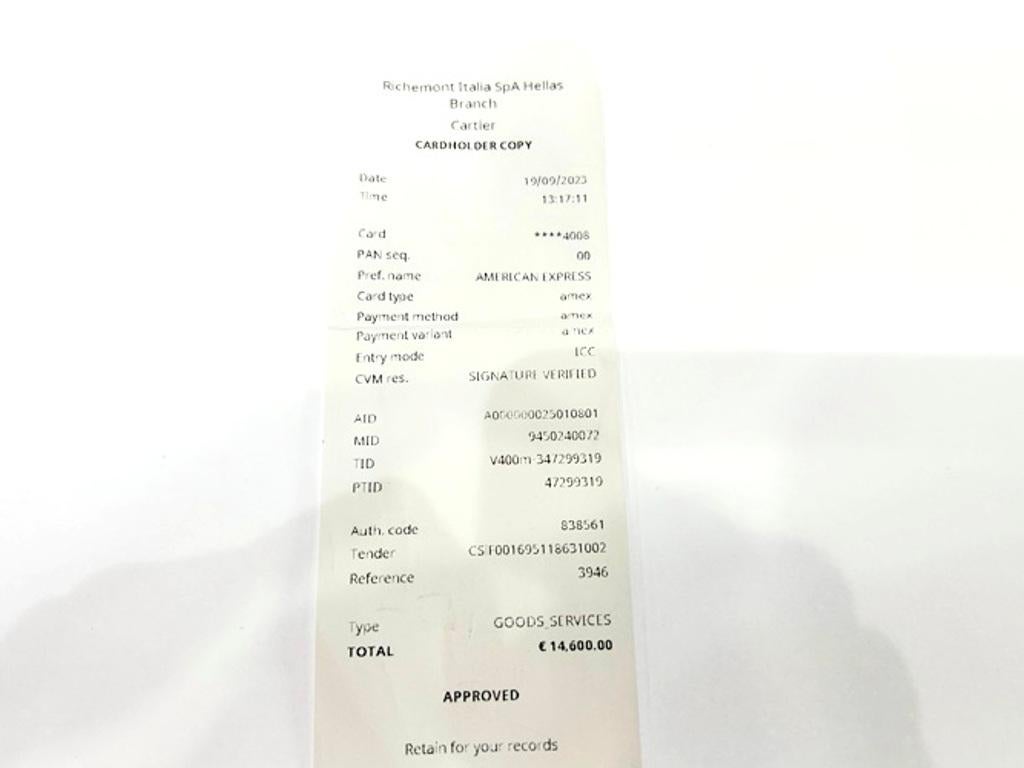 Richemont Italia SpA Hellas
Branch
Cartier
CARDHOLDER COPY
Date 19/09/2023
Time 13:17:11
Card ****4008
PAN seq. 00
Pref. name AMERICAN EXPRESS
Card type amex
Payment method amex
Payment variant amex
Entry mode ICC
CVM res. SIGNATURE VERIFIED
AID A000000025010801
MID 9450240072
TID V400m-347299319
PTID 47299319
Auth. code 838561
Tender CSIF001695118631002
Reference 3946
Type GOODS_SERVICES
TOTAL € 14,600.00
APPROVED
Retain for your records